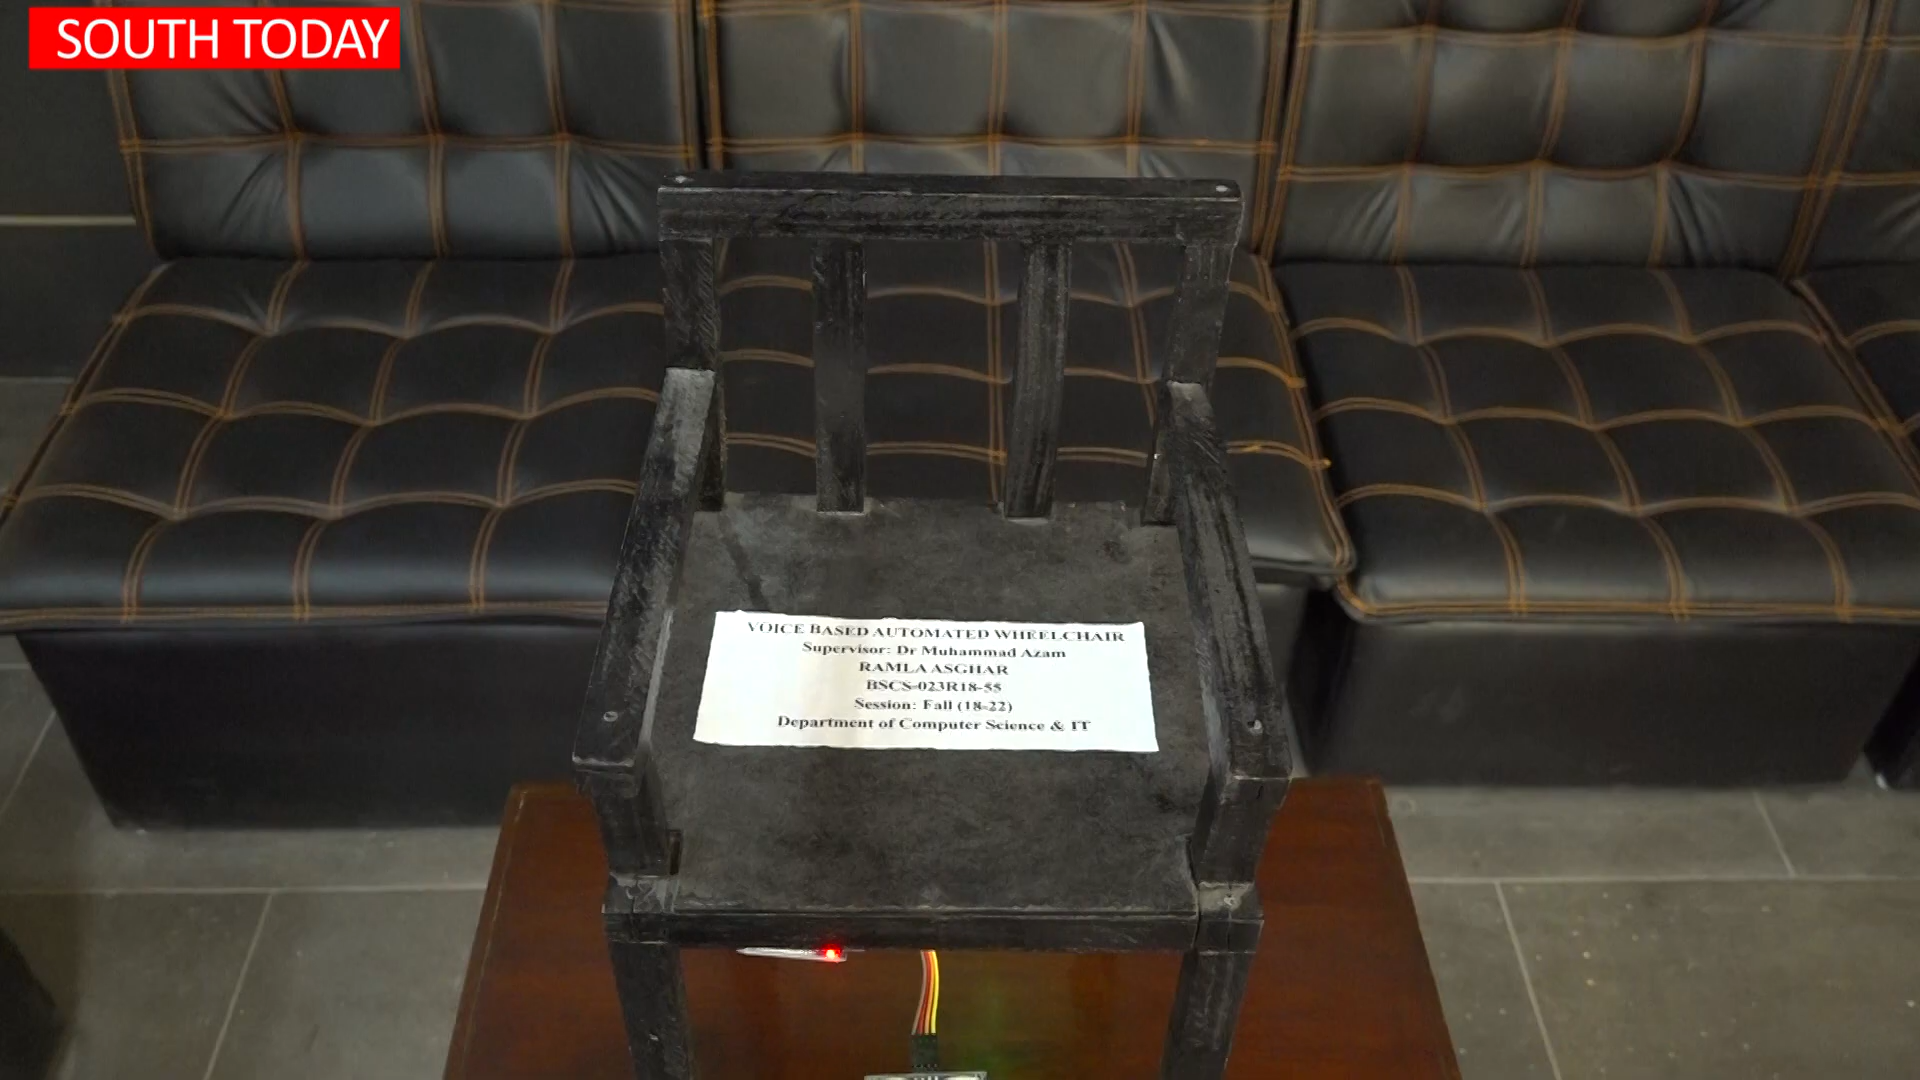 SOUTH TODAY
VOICE BASED AUTOMATED WHEELCHAIR
Supervisor: Dr Muhammad Azam
RAMLA ASGHAR
BSCS-023R18-55
Session: Fall (18-22)
Department of Computer Science & IT